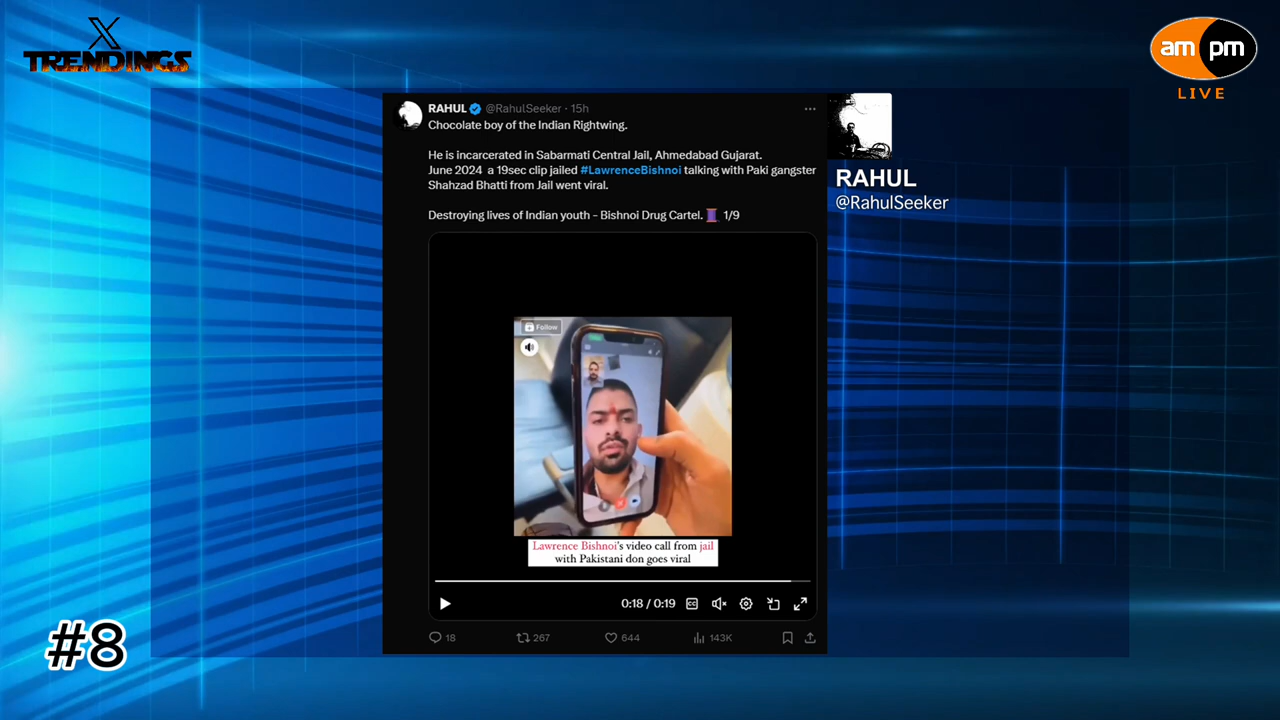 X
TRENDINGS
am pm
LIVE
RAHUL @RahulSeeker · 15h
Chocolate boy of the Indian Rightwing.
He is incarcerated in Sabarmati Central Jail, Ahmedabad Gujarat.
June 2024 a 19sec clip jailed #LawrenceBishnoi talking with Paki gangster
Shahzad Bhatti from Jail went viral.
Destroying lives of Indian youth - Bishnoi Drug Cartel. 🧵 1/9
RAHUL
@RahulSeeker
Follow
Lawrence Bishnoi's video call from jail
with Pakistani don goes viral
0:18 / 0:19
CC
18 267 644 143K
#8